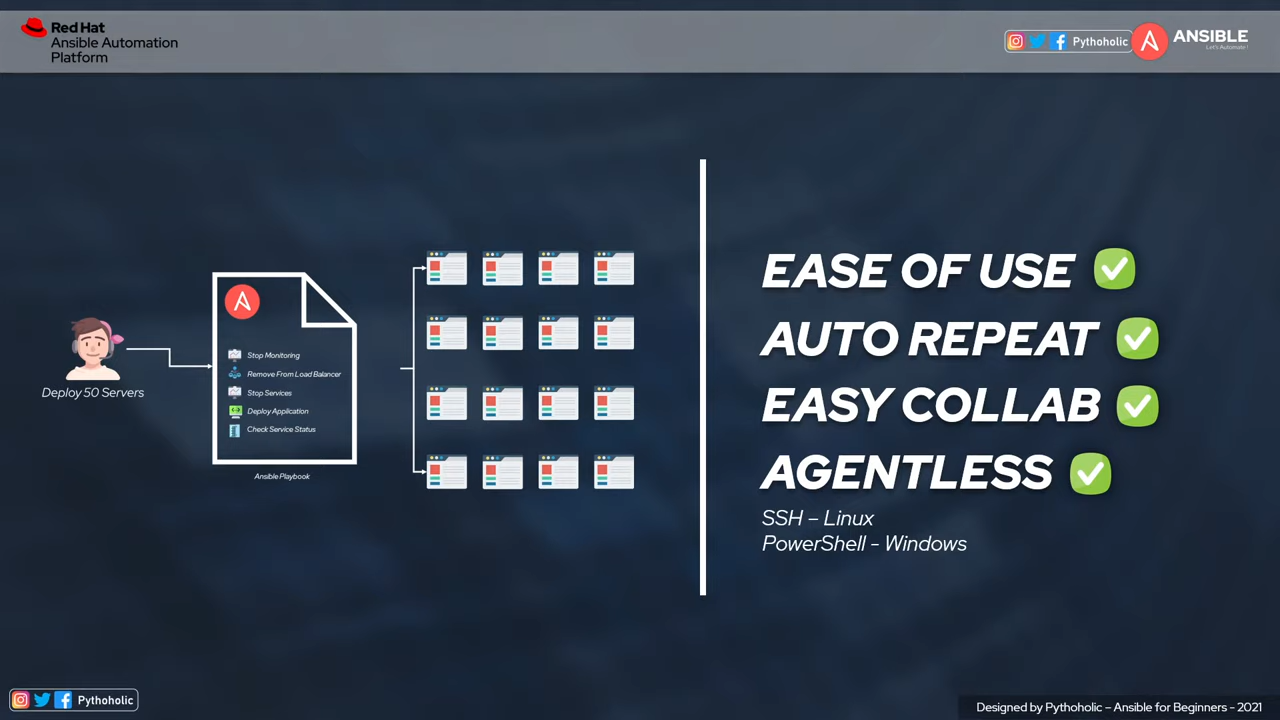 Red Hat
Ansible Automation
Platform
Pythoholic
ANSIBLE
Let's Automate !
Deploy 50 Servers
Stop Monitoring
Remove From Load Balancer
Stop Services
Deploy Application
Check Service Status
Ansible Playbook
EASE OF USE
AUTO REPEAT
EASY COLLAB
AGENTLESS
SSH – Linux
PowerShell - Windows
Pythoholic
Designed by Pythoholic – Ansible for Beginners - 2021